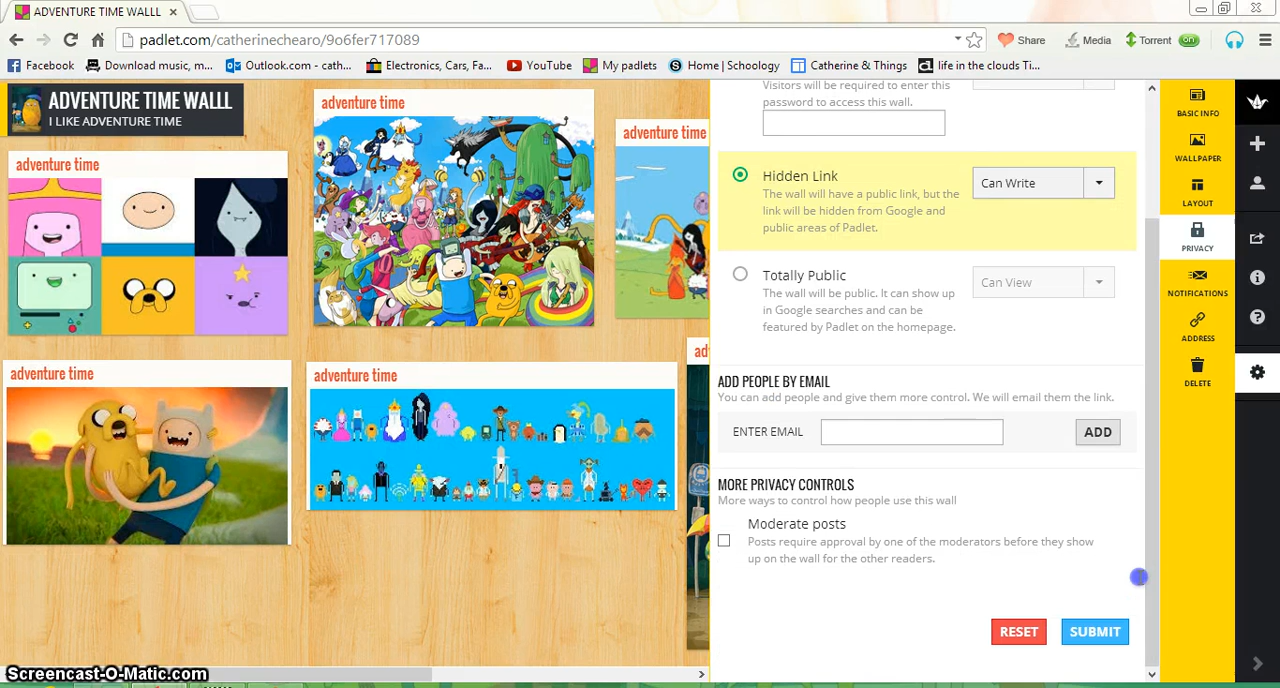 ADVENTURE TIME WALLL
padlet.com/catherinechearo/9o6fer717089
Share
Media
Torrent
on
Facebook
Download music, m...
Outlook.com - cath...
Electronics, Cars, Fa...
YouTube
My padlets
Home | Schoology
Catherine & Things
life in the clouds Ti...
ADVENTURE TIME WALLL
I LIKE ADVENTURE TIME
adventure time
adventure time
adventure time
adventure time
adventure time
ad
Visitors will be required to enter this
password to access this wall.
Hidden Link
The wall will have a public link, but the
link will be hidden from Google and
public areas of Padlet.
Can Write
Totally Public
The wall will be public. It can show up
in Google searches and can be
featured by Padlet on the homepage.
Can View
ADD PEOPLE BY EMAIL
You can add people and give them more control. We will email them the link.
ENTER EMAIL
ADD
MORE PRIVACY CONTROLS
More ways to control how people use this wall
Moderate posts
Posts require approval by one of the moderators before they show
up on the wall for the other readers.
RESET
SUBMIT
BASIC INFO
WALLPAPER
LAYOUT
PRIVACY
NOTIFICATIONS
ADDRESS
DELETE
Screencast-O-Matic.com